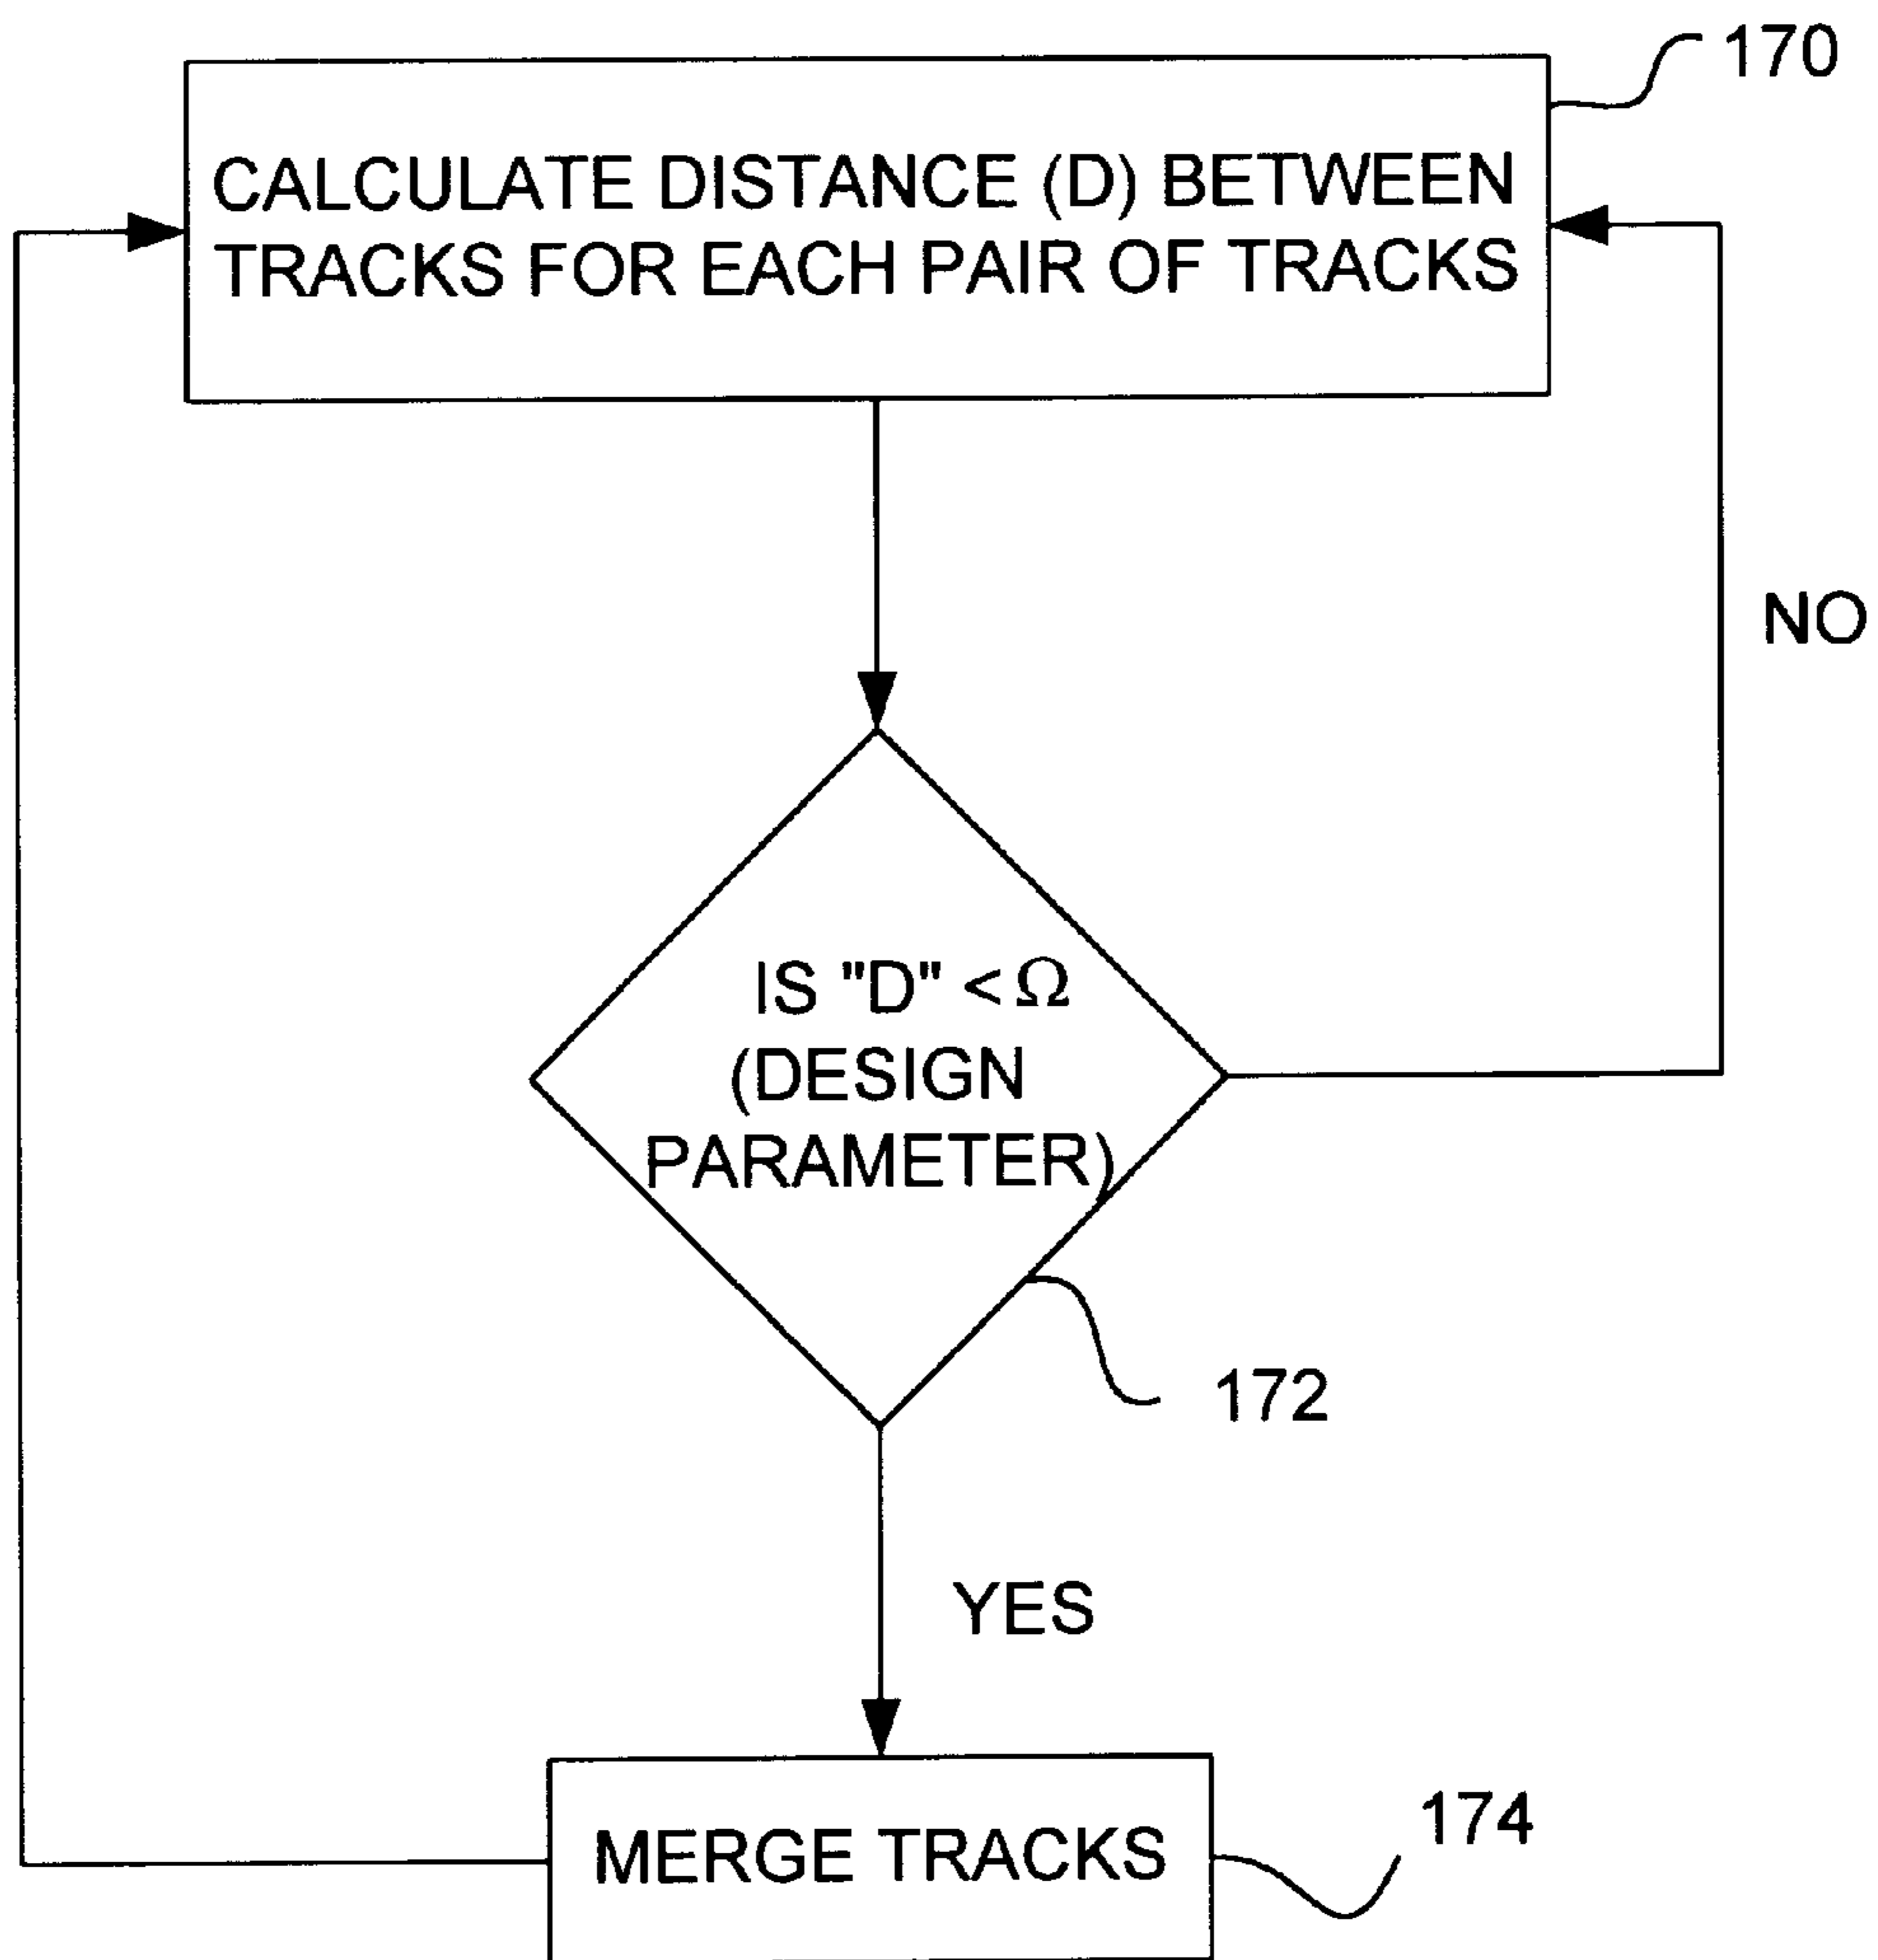 170
CALCULATE DISTANCE (D) BETWEEN
TRACKS FOR EACH PAIR OF TRACKS
NO
IS "D" < Ω
(DESIGN
PARAMETER)
172
YES
174
MERGE TRACKS